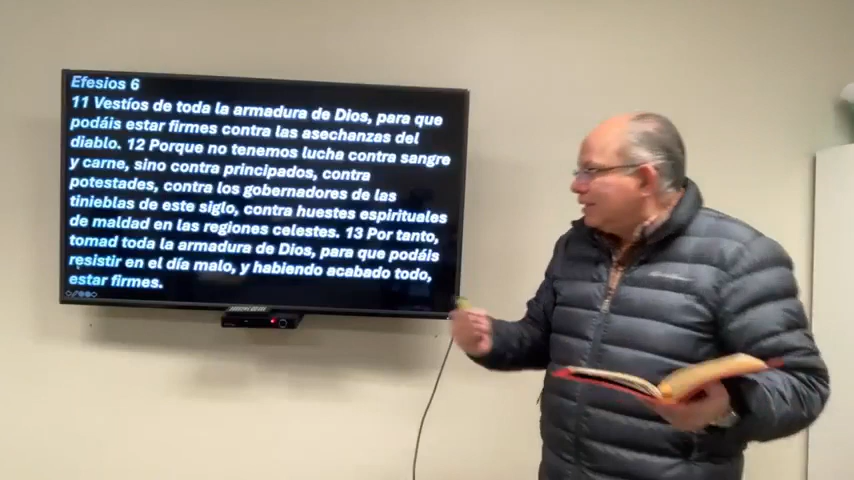 Efesios 6
11 Vestíos de toda la armadura de Dios, para que
podáis estar firmes contra las asechanzas del
diablo. 12 Porque no tenemos lucha contra sangre
y carne, sino contra principados, contra
potestades, contra los gobernadores de las
tinieblas de este siglo, contra huestes espirituales
de maldad en las regiones celestes. 13 Por tanto,
tomad toda la armadura de Dios, para que podáis
resistir en el día malo, y habiendo acabado todo,
estar firmes.